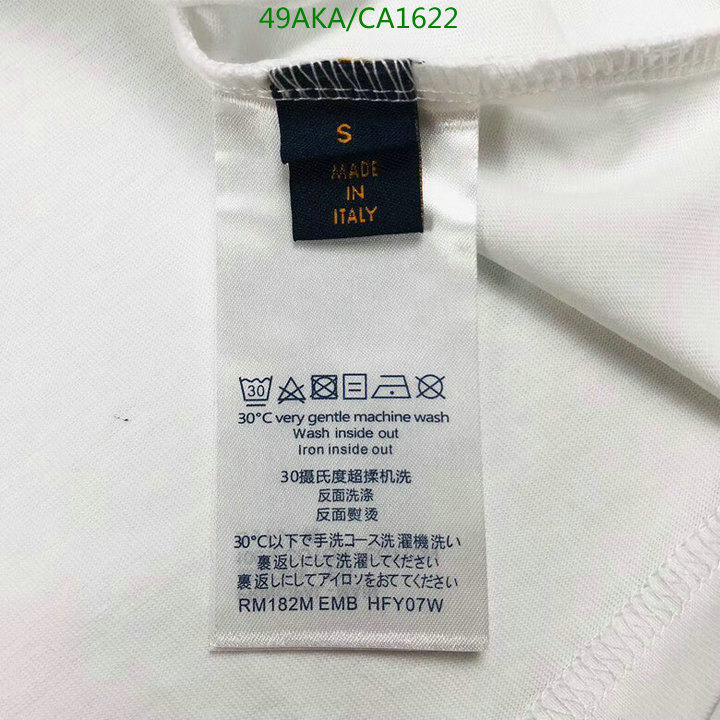 49AKA/CA1622
S
MADE
IN
ITALY
30
30°C very gentle machine wash
Wash inside out
Iron inside out
30摄氏度超揉机洗
反面洗涤
反面熨烫
30°C以下で手洗コース洗濯機洗い
裏返しにして洗濯してください
裏返しにしてアイロソをおててください
RM182M EMB HFY07W